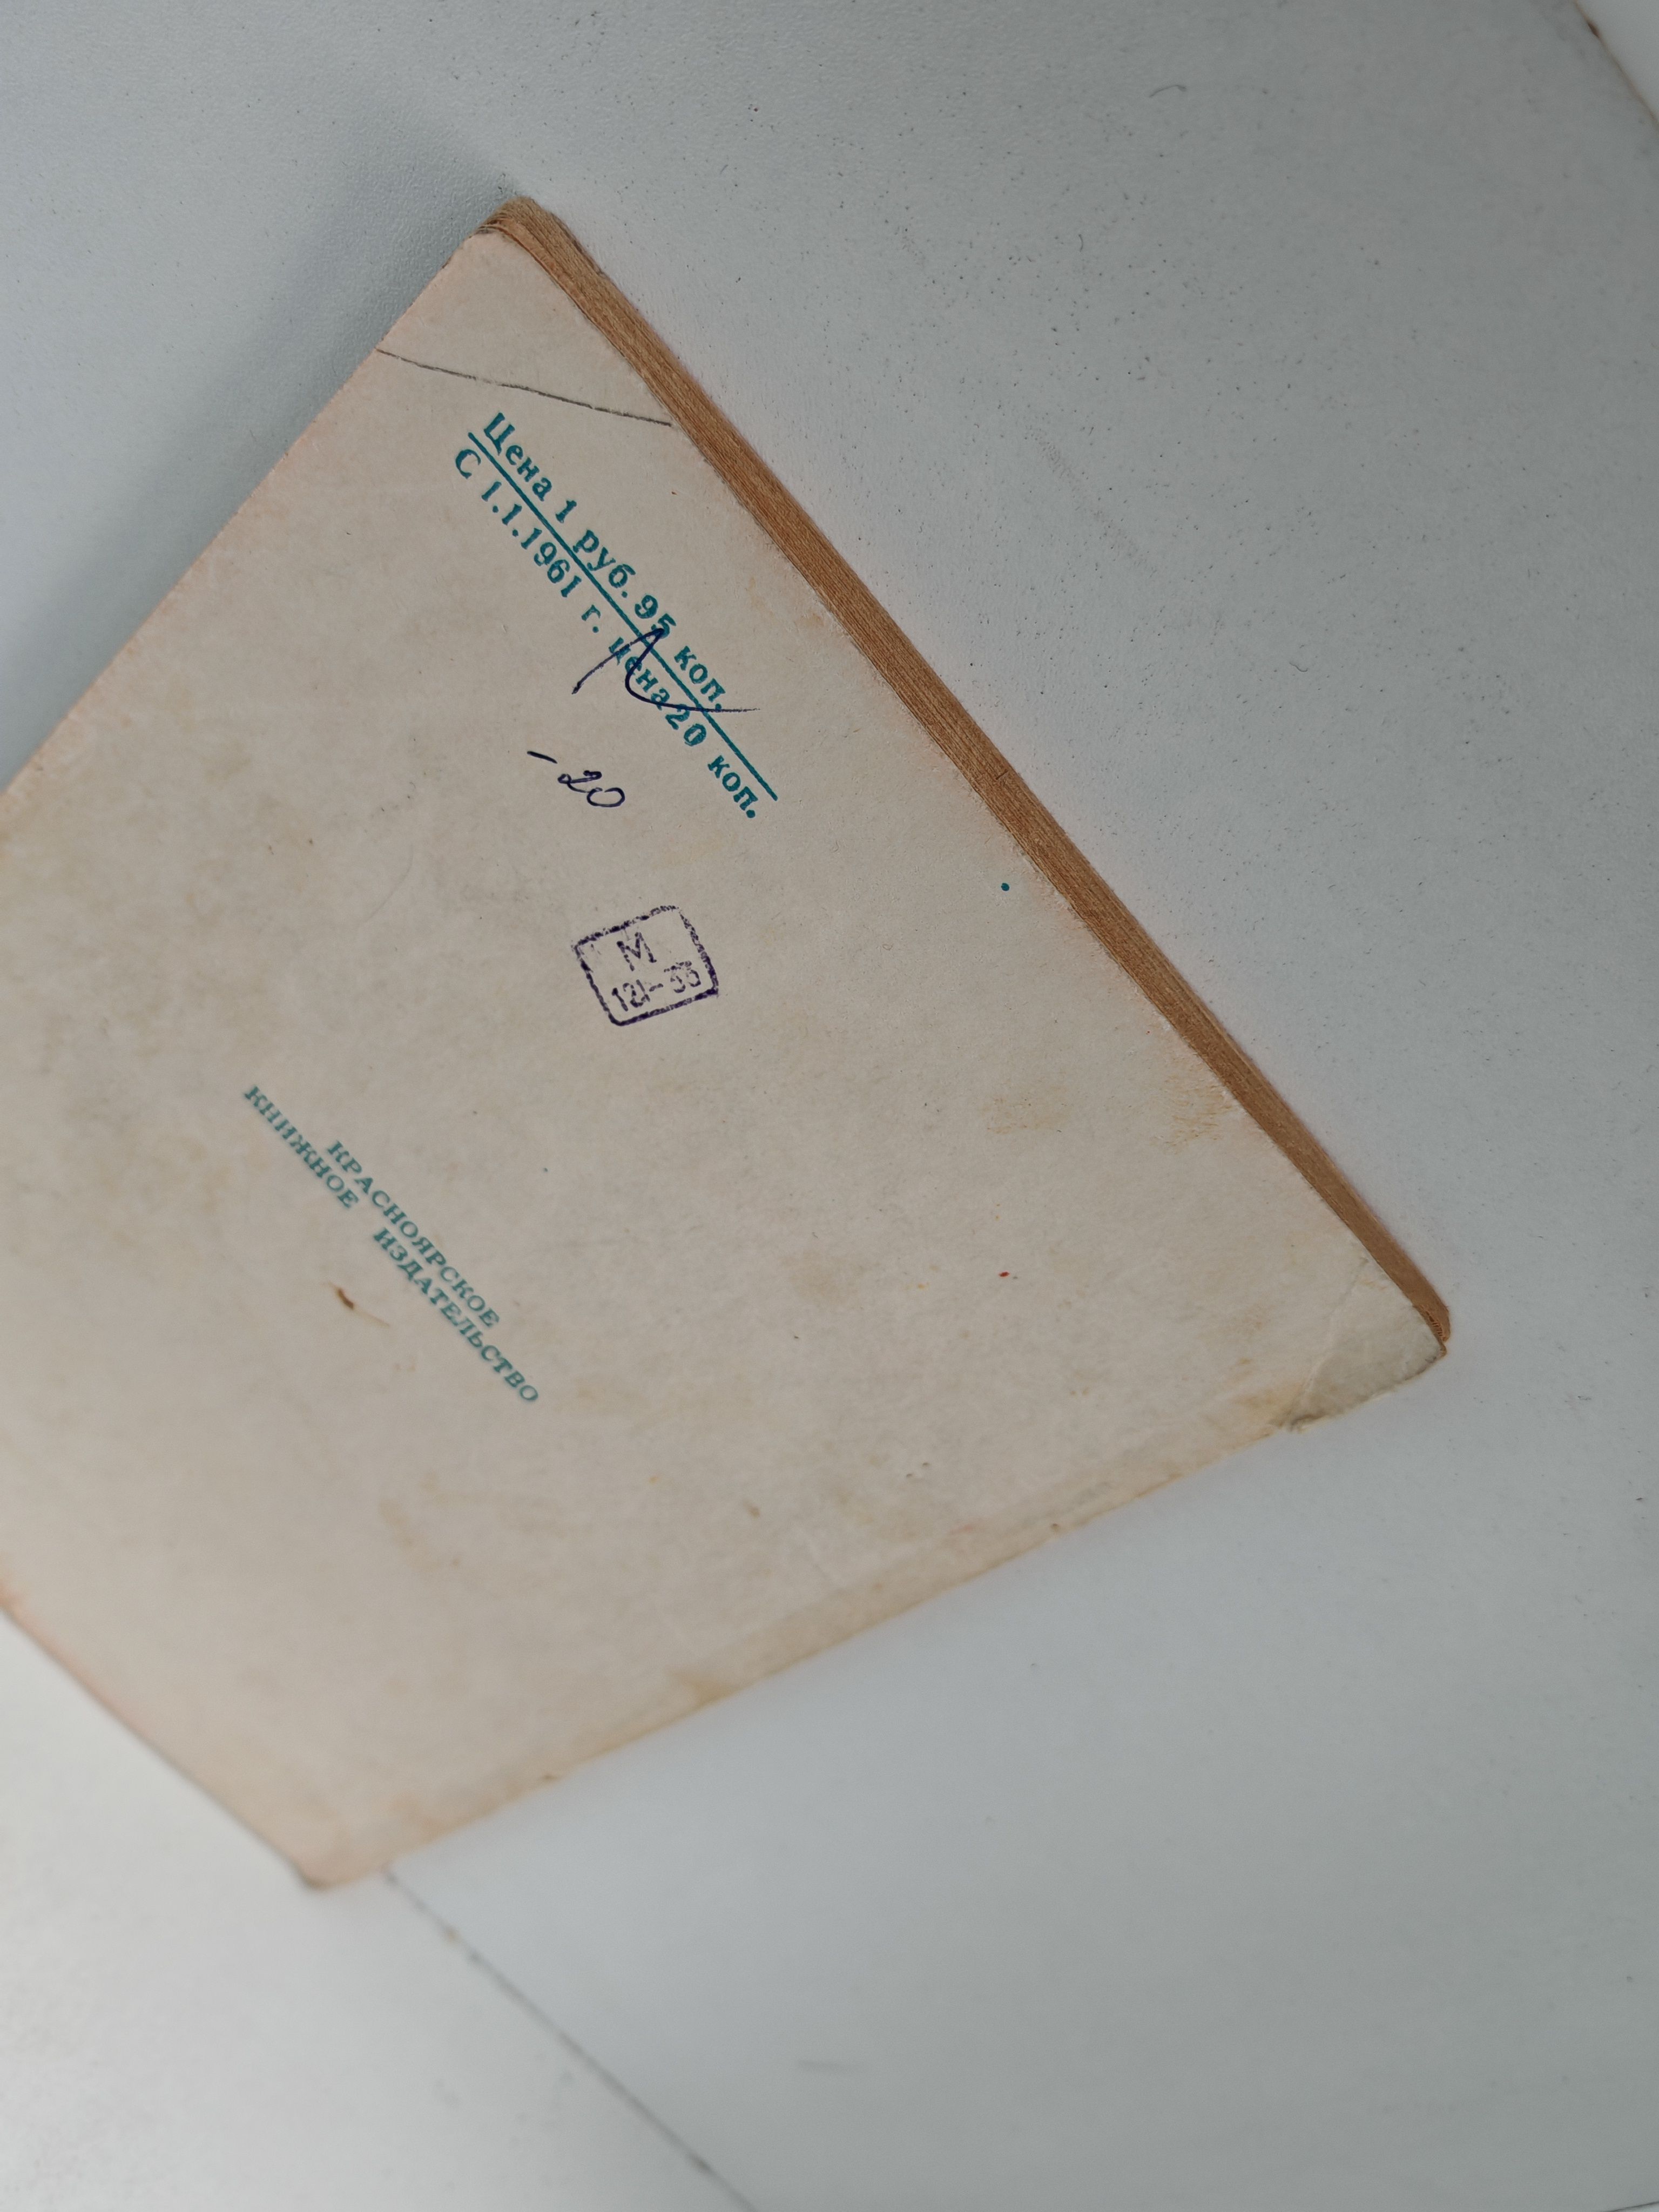 Цена 1 руб. 95 коп.
С 1.1.1961 г. цена 20 коп.
-20
М
КРАСНОЯРСКОЕ
КНИЖНОЕ ИЗДАТЕЛЬСТВО